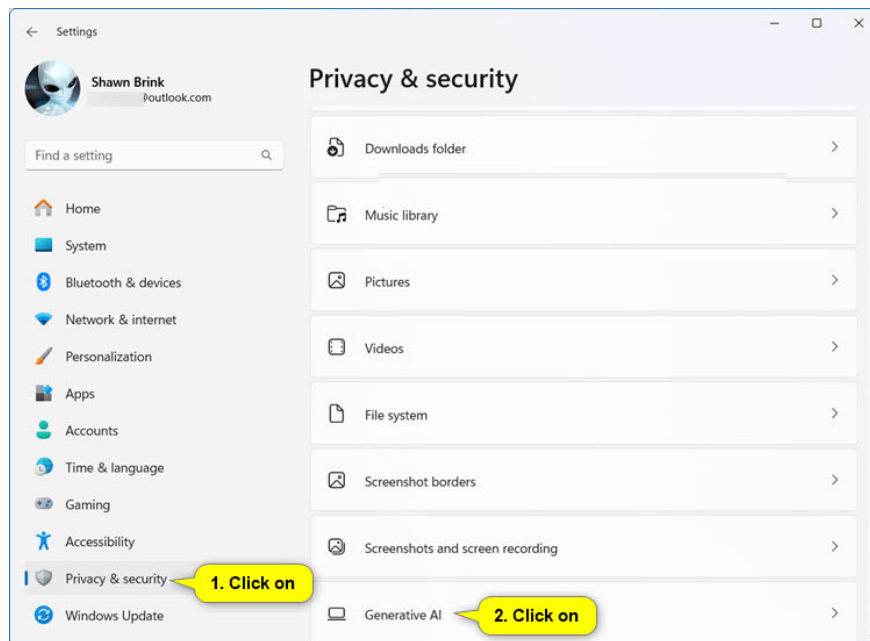 Settings
Shawn Brink
@outlook.com
Find a setting
Home
System
Bluetooth & devices
Network & internet
Personalization
Apps
Accounts
Time & language
Gaming
Accessibility
Privacy & security
1. Click on
Windows Update
Privacy & security
Downloads folder
Music library
Pictures
Videos
File system
Screenshot borders
Screenshots and screen recording
Generative AI
2. Click on